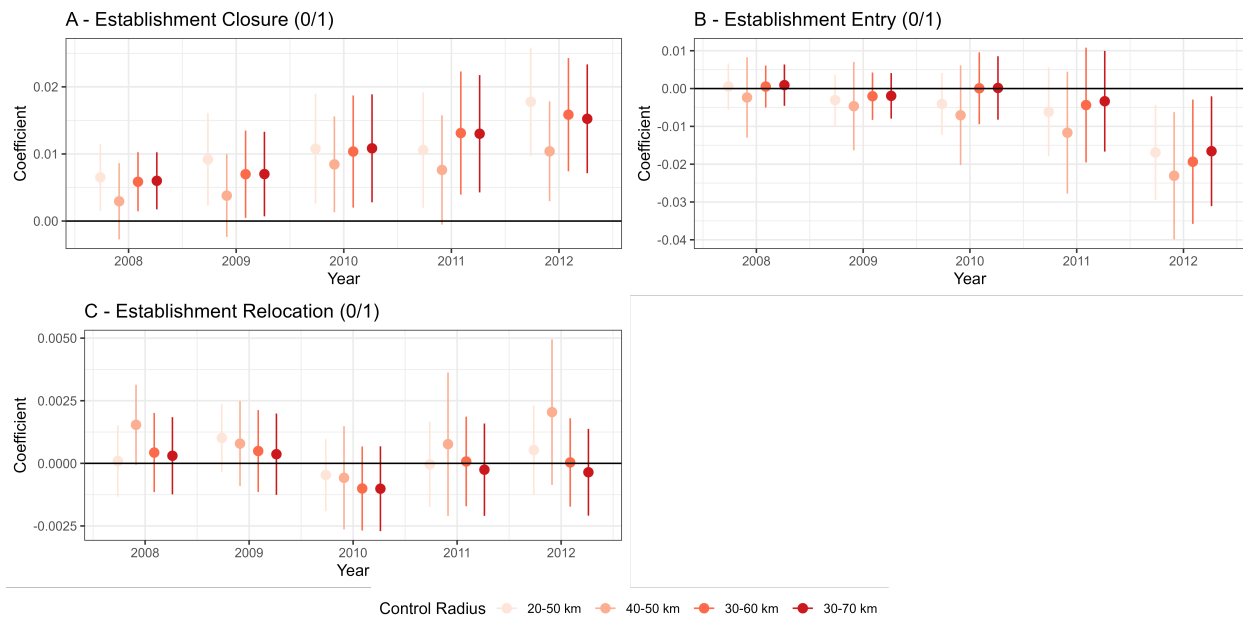 A - Establishment Closure (0/1)
Coefficient
0.02
0.01
0.00
2008 2009 2010 2011 2012
Year
B - Establishment Entry (0/1)
Coefficient
0.01
0.00
-0.01
-0.02
-0.03
-0.04
2008 2009 2010 2011 2012
Year
C - Establishment Relocation (0/1)
Coefficient
0.0050
0.0025
0.0000
-0.0025
2008 2009 2010 2011 2012
Year
Control Radius 20-50 km 40-50 km 30-60 km 30-70 km